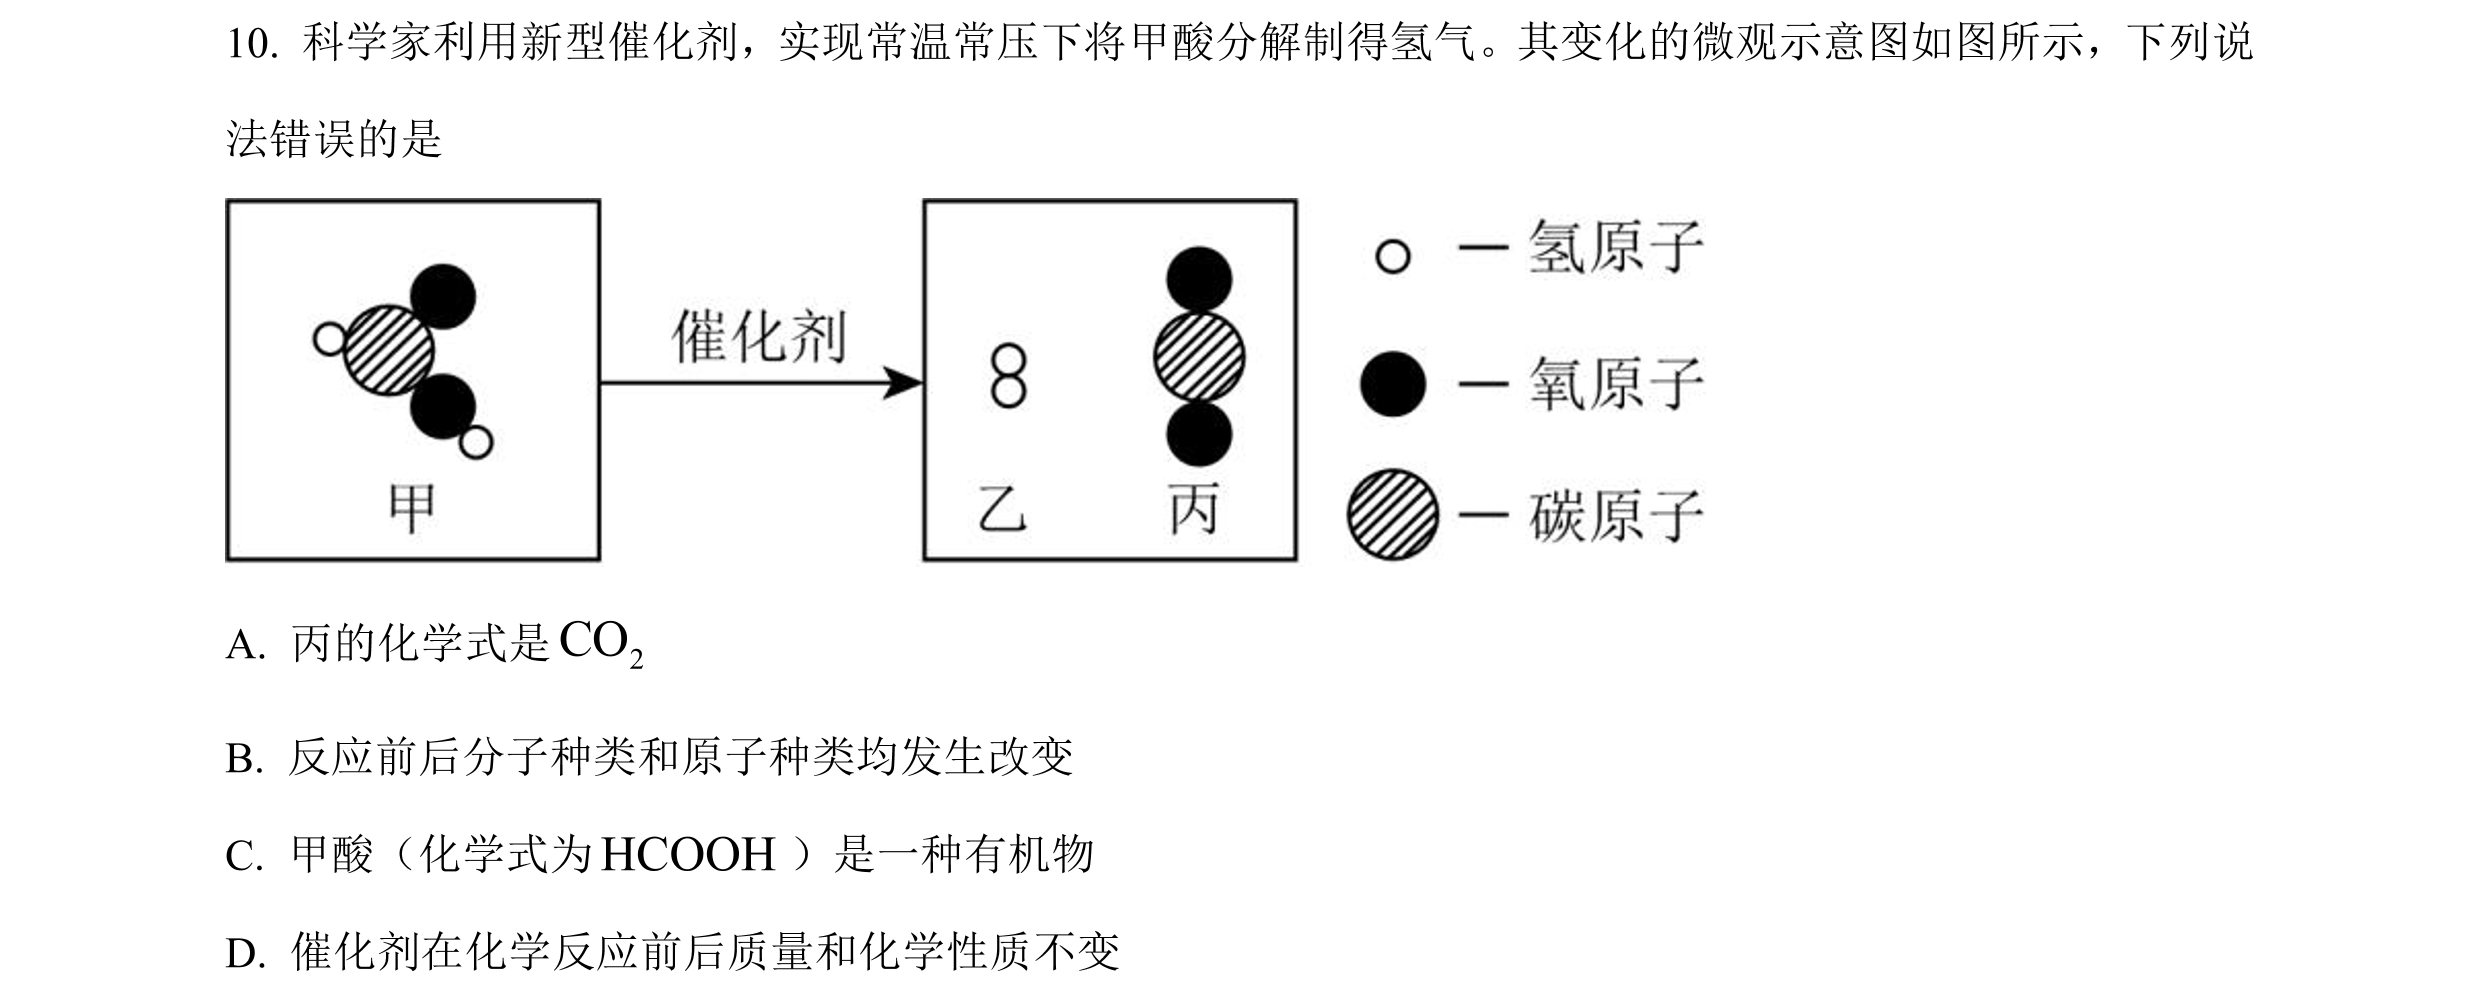 10. 科学家利用新型催化剂，实现常温常压下将甲酸分解制得氢气。其变化的微观示意图如图所示，下列说
法错误的是
催化剂
甲
乙 丙
— 氢原子
— 氧原子
— 碳原子
A. 丙的化学式是CO₂
B. 反应前后分子种类和原子种类均发生改变
C. 甲酸（化学式为HCOOH）是一种有机物
D. 催化剂在化学反应前后质量和化学性质不变